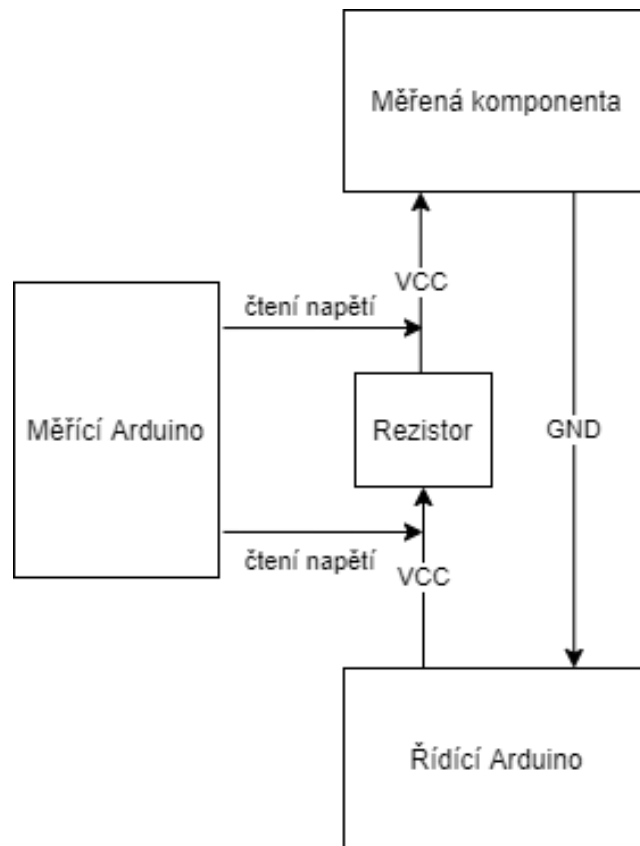 Měřená komponenta
VCC
čtení napětí
Měřící Arduino
Rezistor
GND
čtení napětí
VCC
Řídící Arduino